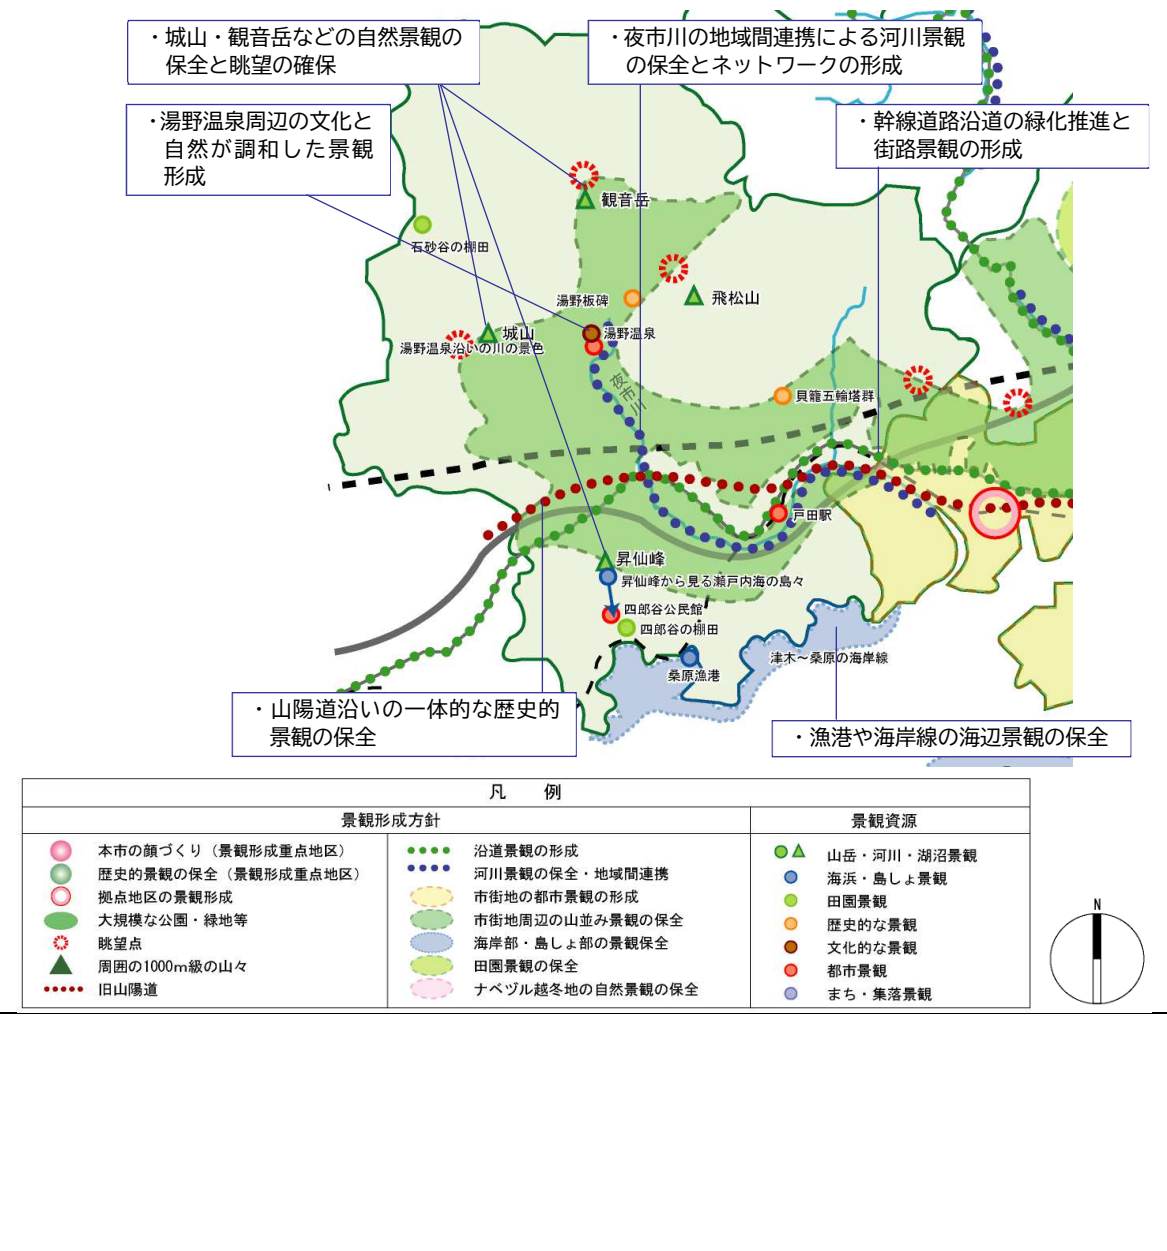 ・城山・観音岳などの自然景観の
保全と眺望の確保
・夜市川の地域間連携による河川景観
の保全とネットワークの形成
・湯野温泉周辺の文化と
自然が調和した景観
形成
・幹線道路沿道の緑化推進と
街路景観の形成
観音岳
石砂谷の棚田
湯野板碑
飛松山
城山
湯野温泉
湯野温泉沿いの川の景色
夜市川
貝籠五輪塔群
戸田駅
昇仙峰
昇仙峰から見る瀬戸内海の島々
四郎谷公民館
四郎谷の棚田
津木〜桑原の海岸線
桑原漁港
・山陽道沿いの一体的な歴史的
景観の保全
・漁港や海岸線の海辺景観の保全
凡 例
景観形成方針
景観資源
本市の顔づくり（景観形成重点地区）
歴史的景観の保全（景観形成重点地区）
拠点地区の景観形成
大規模な公園・緑地等
眺望点
周囲の1000m級の山々
旧山陽道
沿道景観の形成
河川景観の保全・地域間連携
市街地の都市景観の形成
市街地周辺の山並み景観の保全
海岸部・島しょ部の景観保全
田園景観の保全
ナベヅル越冬地の自然景観の保全
山岳・河川・湖沼景観
海浜・島しょ景観
田園景観
歴史的な景観
文化的な景観
都市景観
まち・集落景観
N